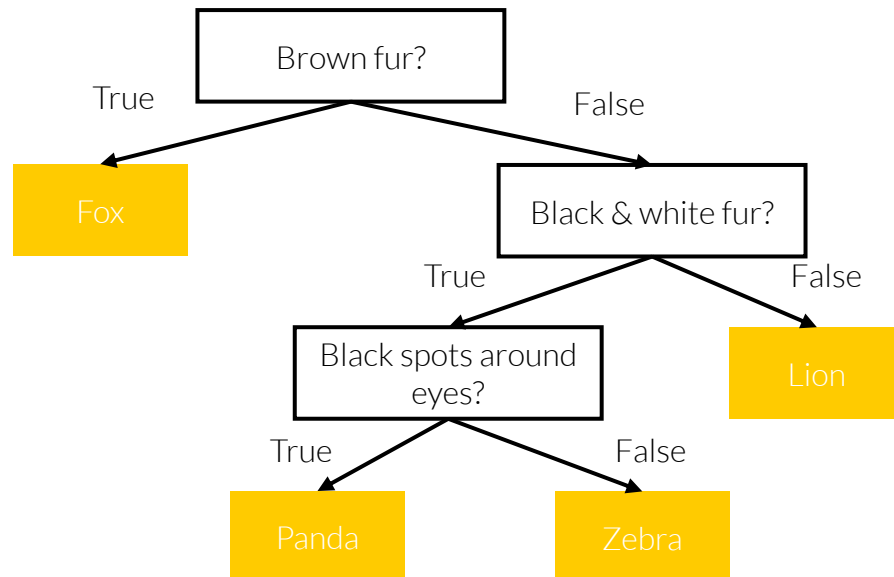 Brown fur?
True
False
Fox
Black & white fur?
True
False
Black spots around
eyes?
Lion
True
False
Panda
Zebra